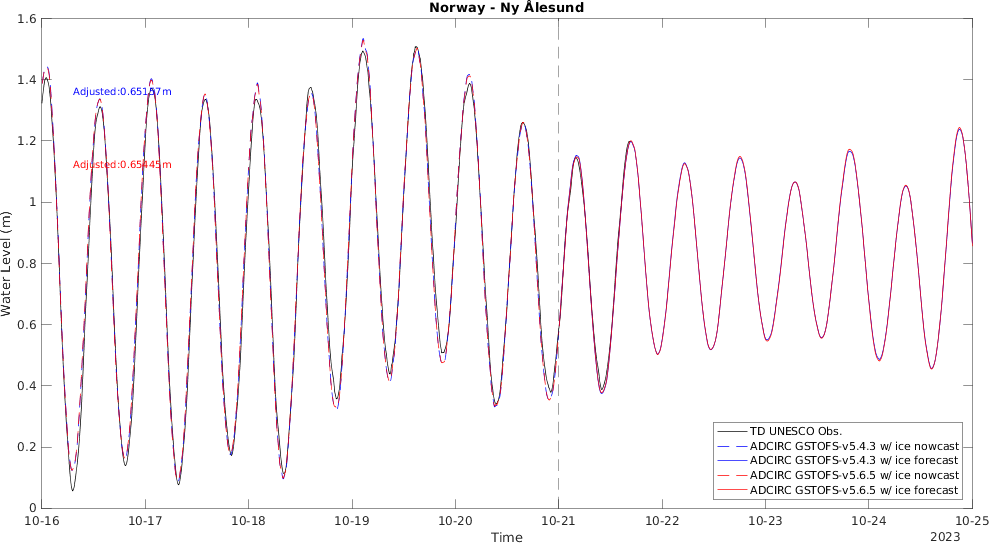 Norway - Ny Ålesund
1.6
1.4
1.2
1
0.8
0.6
0.4
0.2
0
Water Level (m)
Adjusted:0.65157m
Adjusted:0.65445m
TD UNESCO Obs.
ADCIRC GSTOFS-v5.4.3 w/ ice nowcast
ADCIRC GSTOFS-v5.4.3 w/ ice forecast
ADCIRC GSTOFS-v5.6.5 w/ ice nowcast
ADCIRC GSTOFS-v5.6.5 w/ ice forecast
10-16 10-17 10-18 10-19 10-20 10-21 10-22 10-23 10-24 10-25
Time
2023